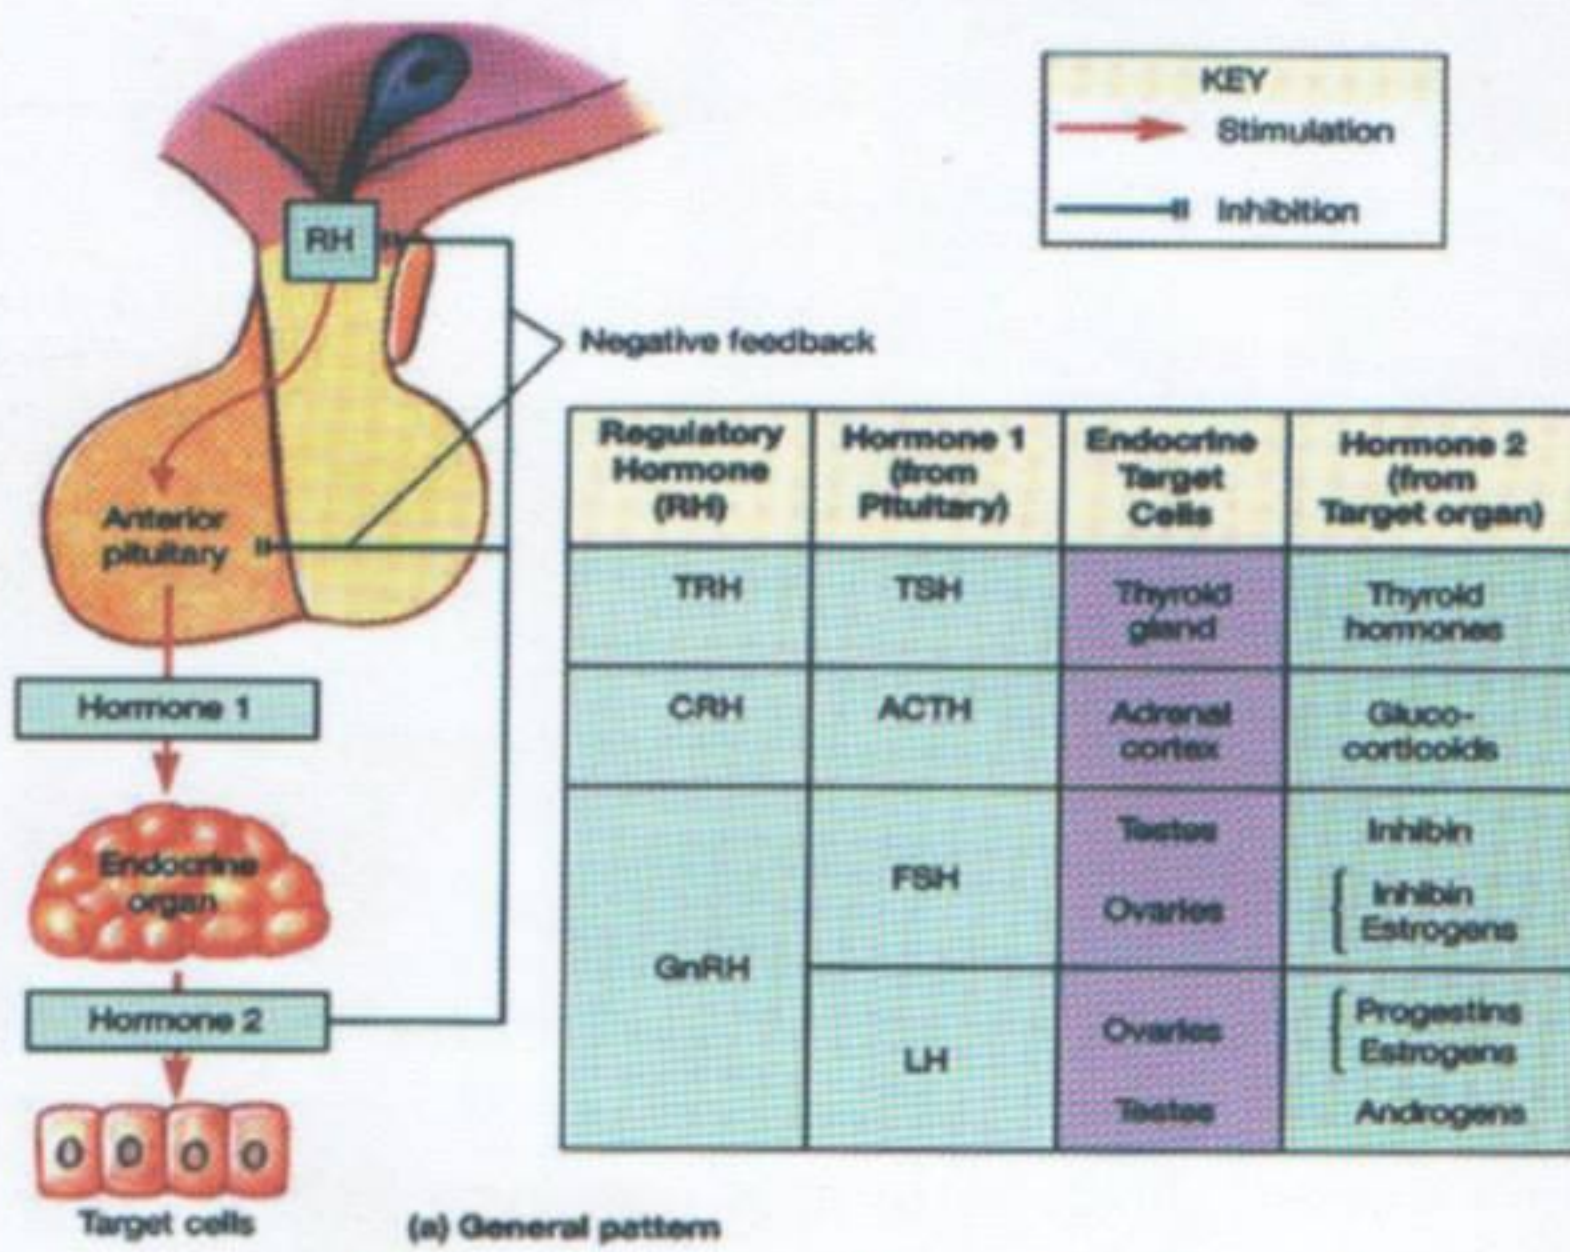 KEY
Stimulation
Inhibition
RH
Negative feedback
Anterior
pituitary
Hormone 1
Endocrine
organ
Hormone 2
Target cells
Regulatory
Hormone
(RH)
Hormone 1
(from
Pituitary)
Endocrine
Target
Cells
Hormone 2
(from
Target organ)
TRH
TSH
Thyroid
gland
Thyroid
hormones
CRH
ACTH
Adrenal
cortex
Gluco-
corticoids
GnRH
FSH
Testes
Inhibin
Ovaries
Inhibin
Estrogens
LH
Ovaries
Progestins
Estrogens
Testes
Androgens
(a) General pattern